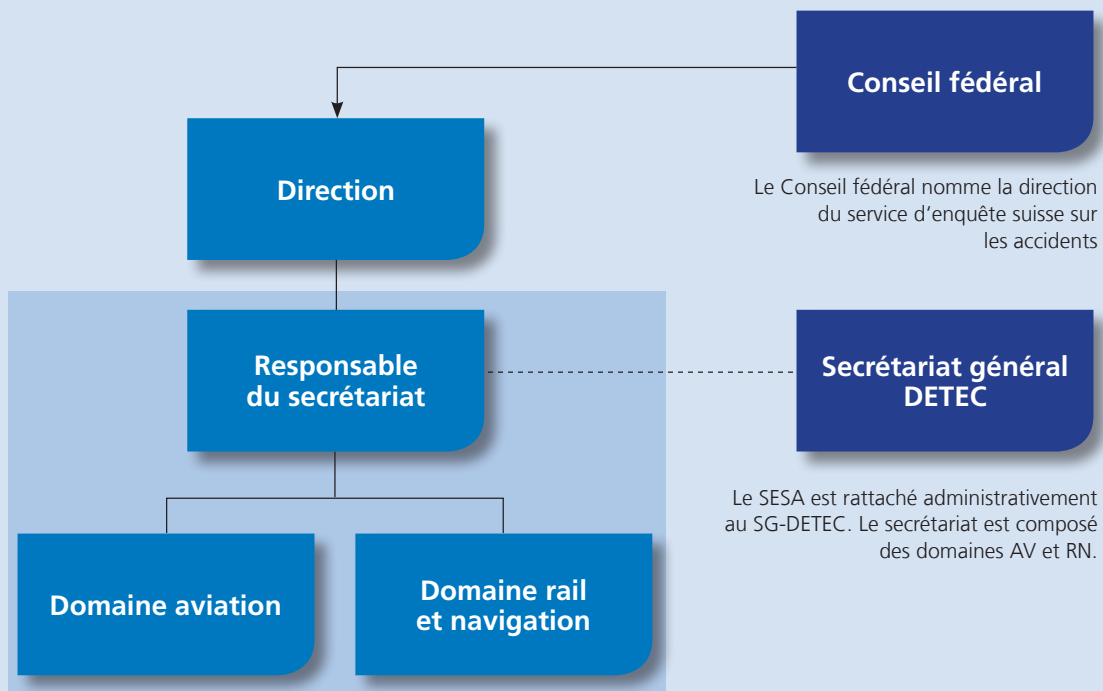 Conseil fédéral
Direction
Le Conseil fédéral nomme la direction
du service d‘enquête suisse sur
les accidents
Responsable
du secrétariat
Secrétariat général
DETEC
Le SESA est rattaché administrativement
au SG-DETEC. Le secrétariat est composé
des domaines AV et RN.
Domaine aviation
Domaine rail
et navigation